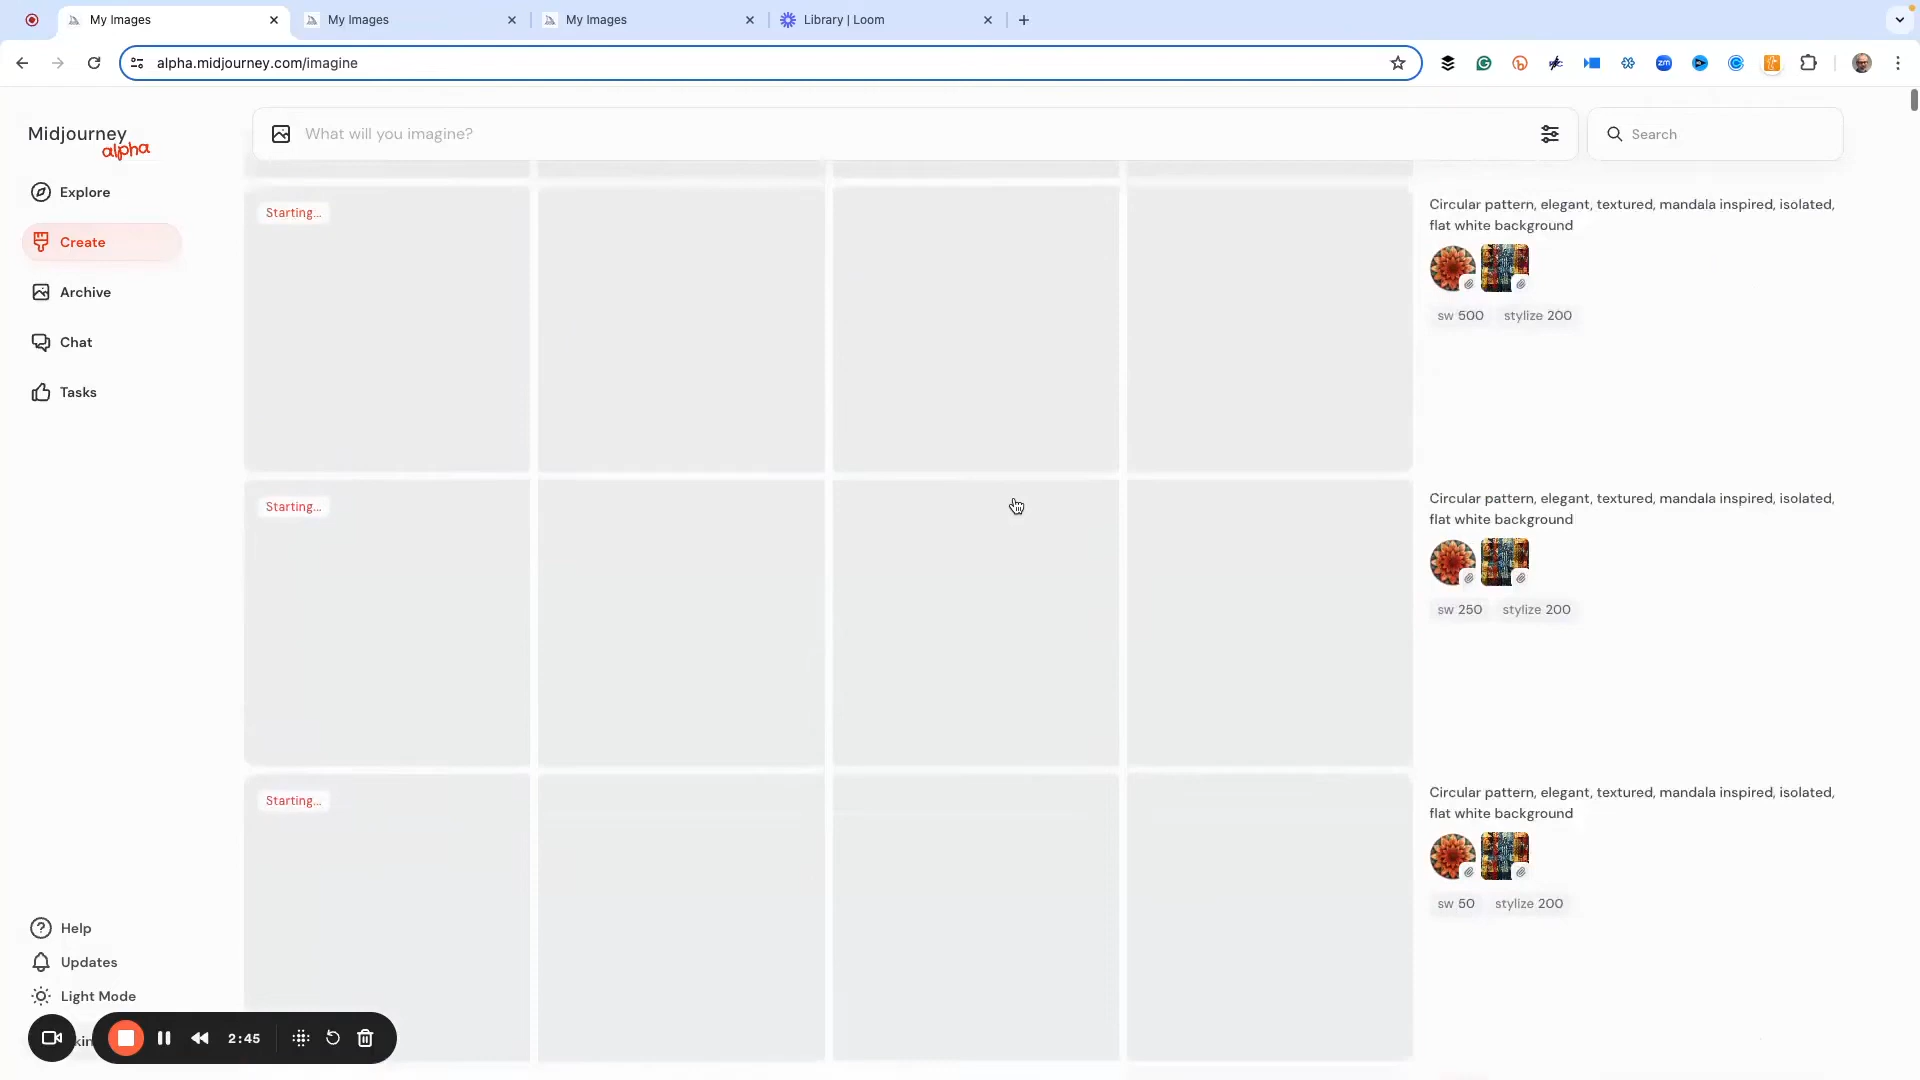 My Images
My Images
My Images
Library | Loom
alpha.midjourney.com/imagine
zm
Midjourney
alpha
What will you imagine?
Search
Explore
Create
Archive
Chat
Tasks
Starting...
Circular pattern, elegant, textured, mandala inspired, isolated,
flat white background
sw 500 stylize 200
Starting...
Circular pattern, elegant, textured, mandala inspired, isolated,
flat white background
sw 250 stylize 200
Starting...
Circular pattern, elegant, textured, mandala inspired, isolated,
flat white background
sw 50 stylize 200
Help
Updates
Light Mode
2:45